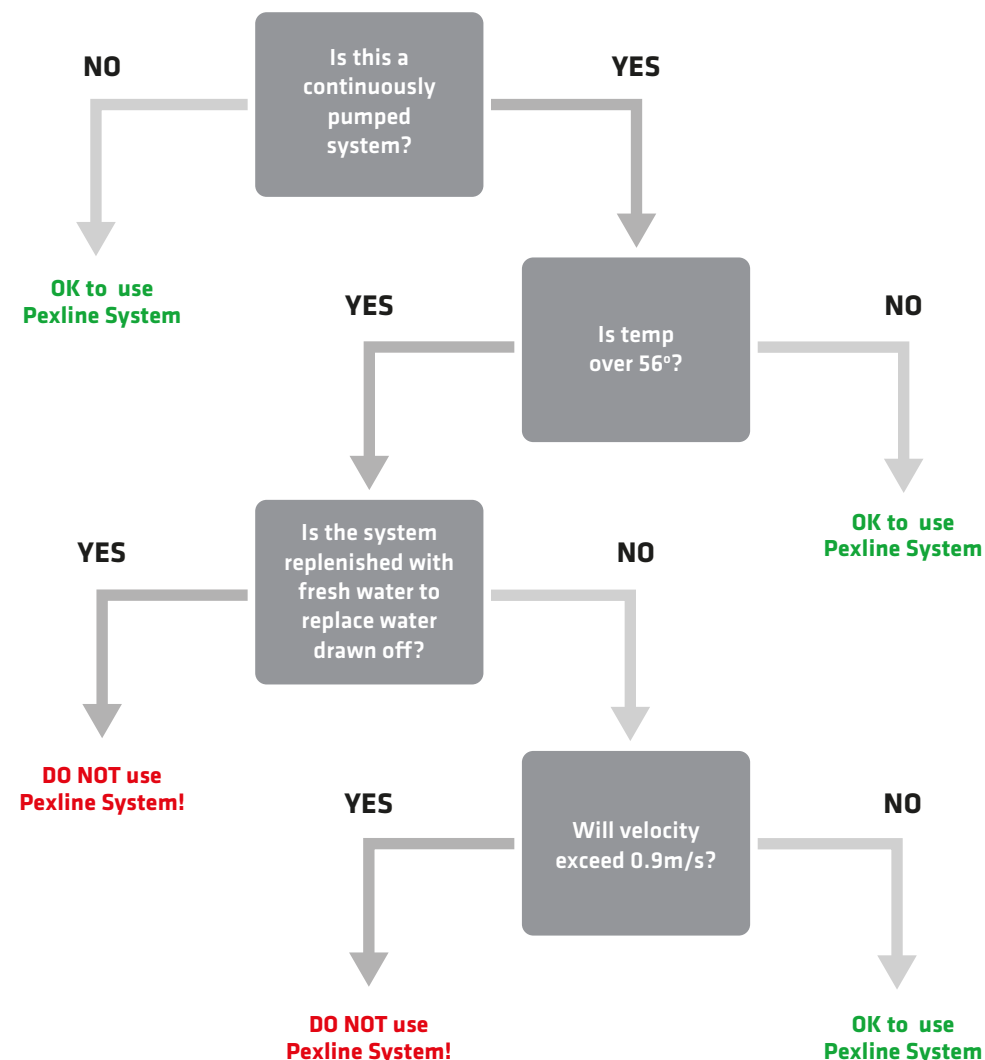 Is this a
continuously
pumped
system?
NO
YES
OK to use
Pexline System
Is temp
over 56º?
YES
NO
OK to use
Pexline System
Is the system
replenished with
fresh water to
replace water
drawn off?
YES
NO
DO NOT use
Pexline System!
Will velocity
exceed 0.9m/s?
YES
NO
DO NOT use
Pexline System!
OK to use
Pexline System